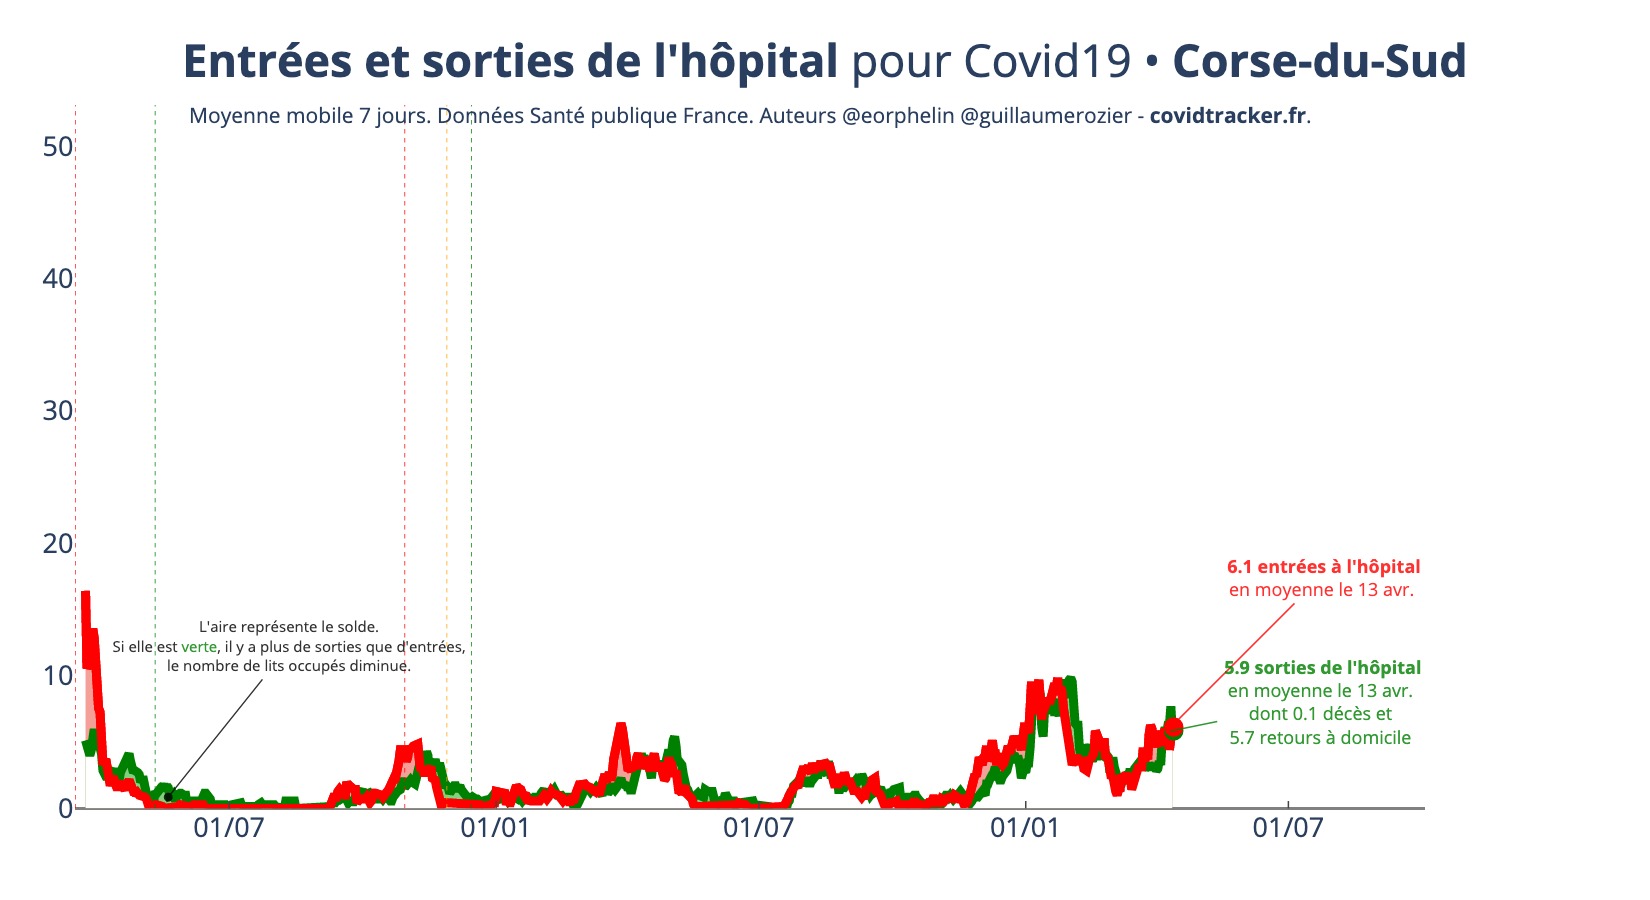 Entrées et sorties de l'hôpital pour Covid19 • Corse-du-Sud
Moyenne mobile 7 jours. Données Santé publique France. Auteurs @eorphelin @guillaumerozier - covidtracker.fr.
50
40
30
20
10
0
L'aire représente le solde.
Si elle est verte, il y a plus de sorties que d'entrées,
le nombre de lits occupés diminue.
6.1 entrées à l'hôpital
en moyenne le 13 avr.
5.9 sorties de l'hôpital
en moyenne le 13 avr.
dont 0.1 décès et
5.7 retours à domicile
01/07
01/01
01/07
01/01
01/07